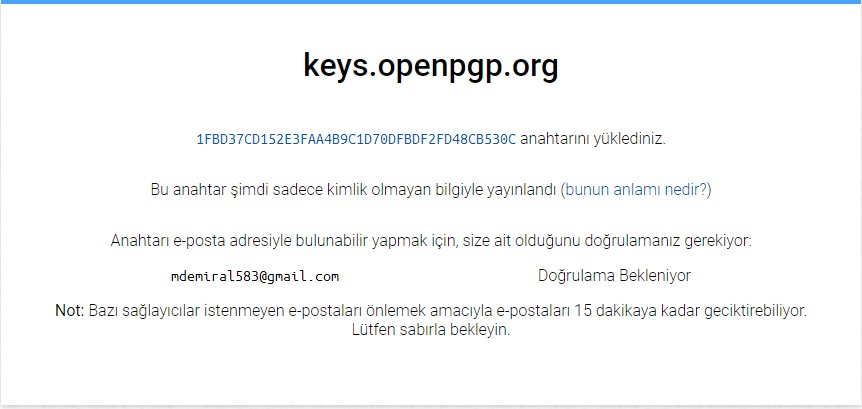 keys.openpgp.org
1FBD37CD152E3FAA4B9C1D70DFBDF2FD48CB530C anahtarını yüklediniz.
Bu anahtar şimdi sadece kimlik olmayan bilgiyle yayınlandı (bunun anlamı nedir?)
Anahtarı e-posta adresiyle bulunabilir yapmak için, size ait olduğunu doğrulamanız gerekiyor:
mdemiral583@gmail.com Doğrulama Bekleniyor
Not: Bazı sağlayıcılar istenmeyen e-postaları önlemek amacıyla e-postaları 15 dakikaya kadar geciktirebiliyor.
Lütfen sabırla bekleyin.